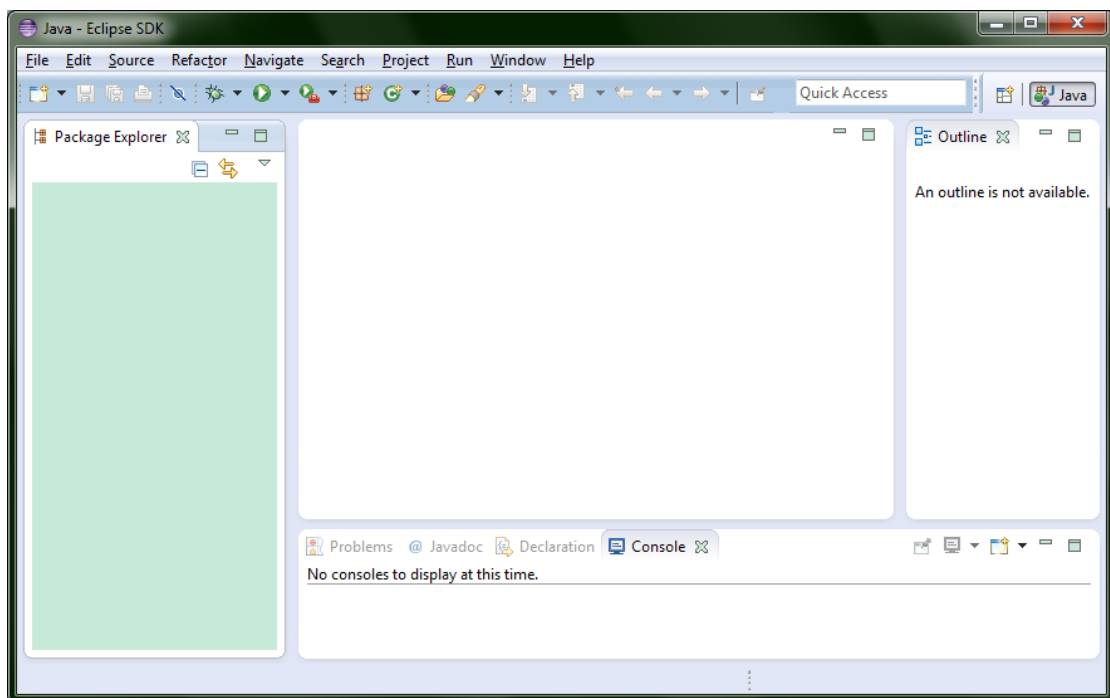 Java - Eclipse SDK
File Edit Source Refactor Navigate Search Project Run Window Help
Quick Access
Java
Package Explorer
Outline
An outline is not available.
Problems @ Javadoc Declaration Console
No consoles to display at this time.